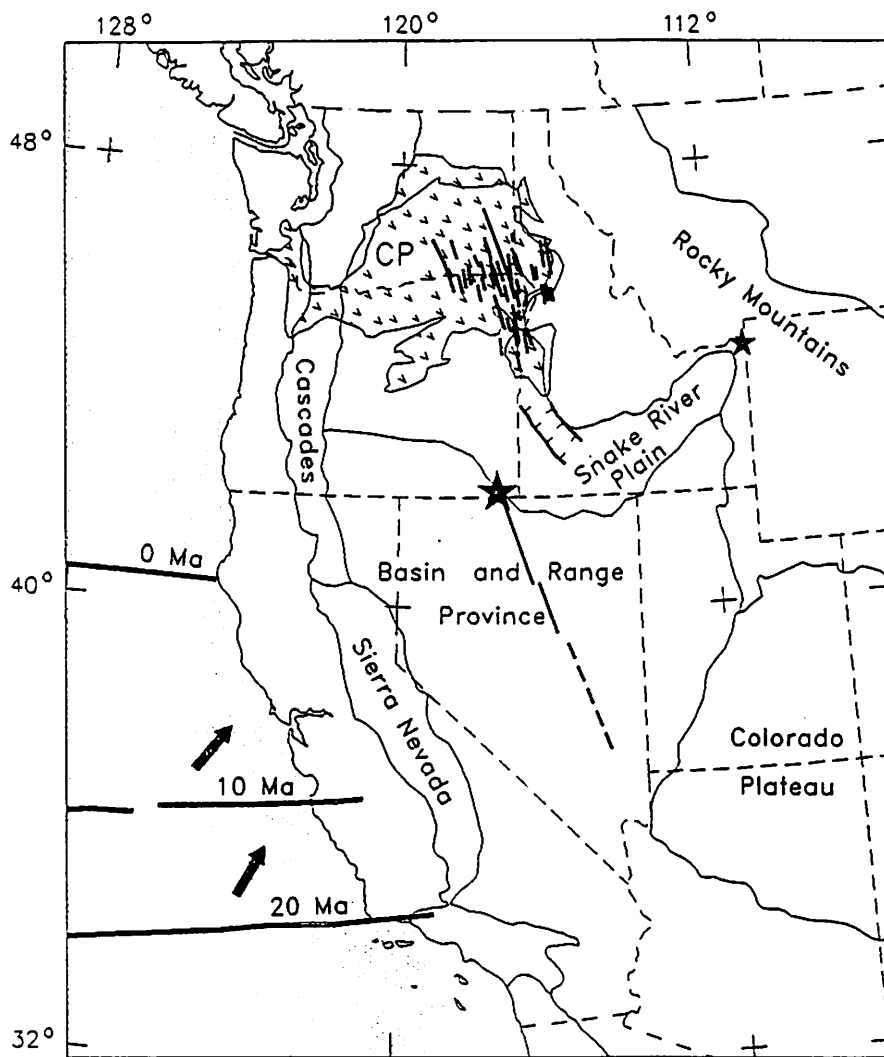 128°
120°
112°
48°
CP
Rocky Mountains
Cascades
Snake River
Plain
0 Ma
40°
Basin and Range
Province
Sierra Nevada
Colorado
Plateau
10 Ma
20 Ma
32°